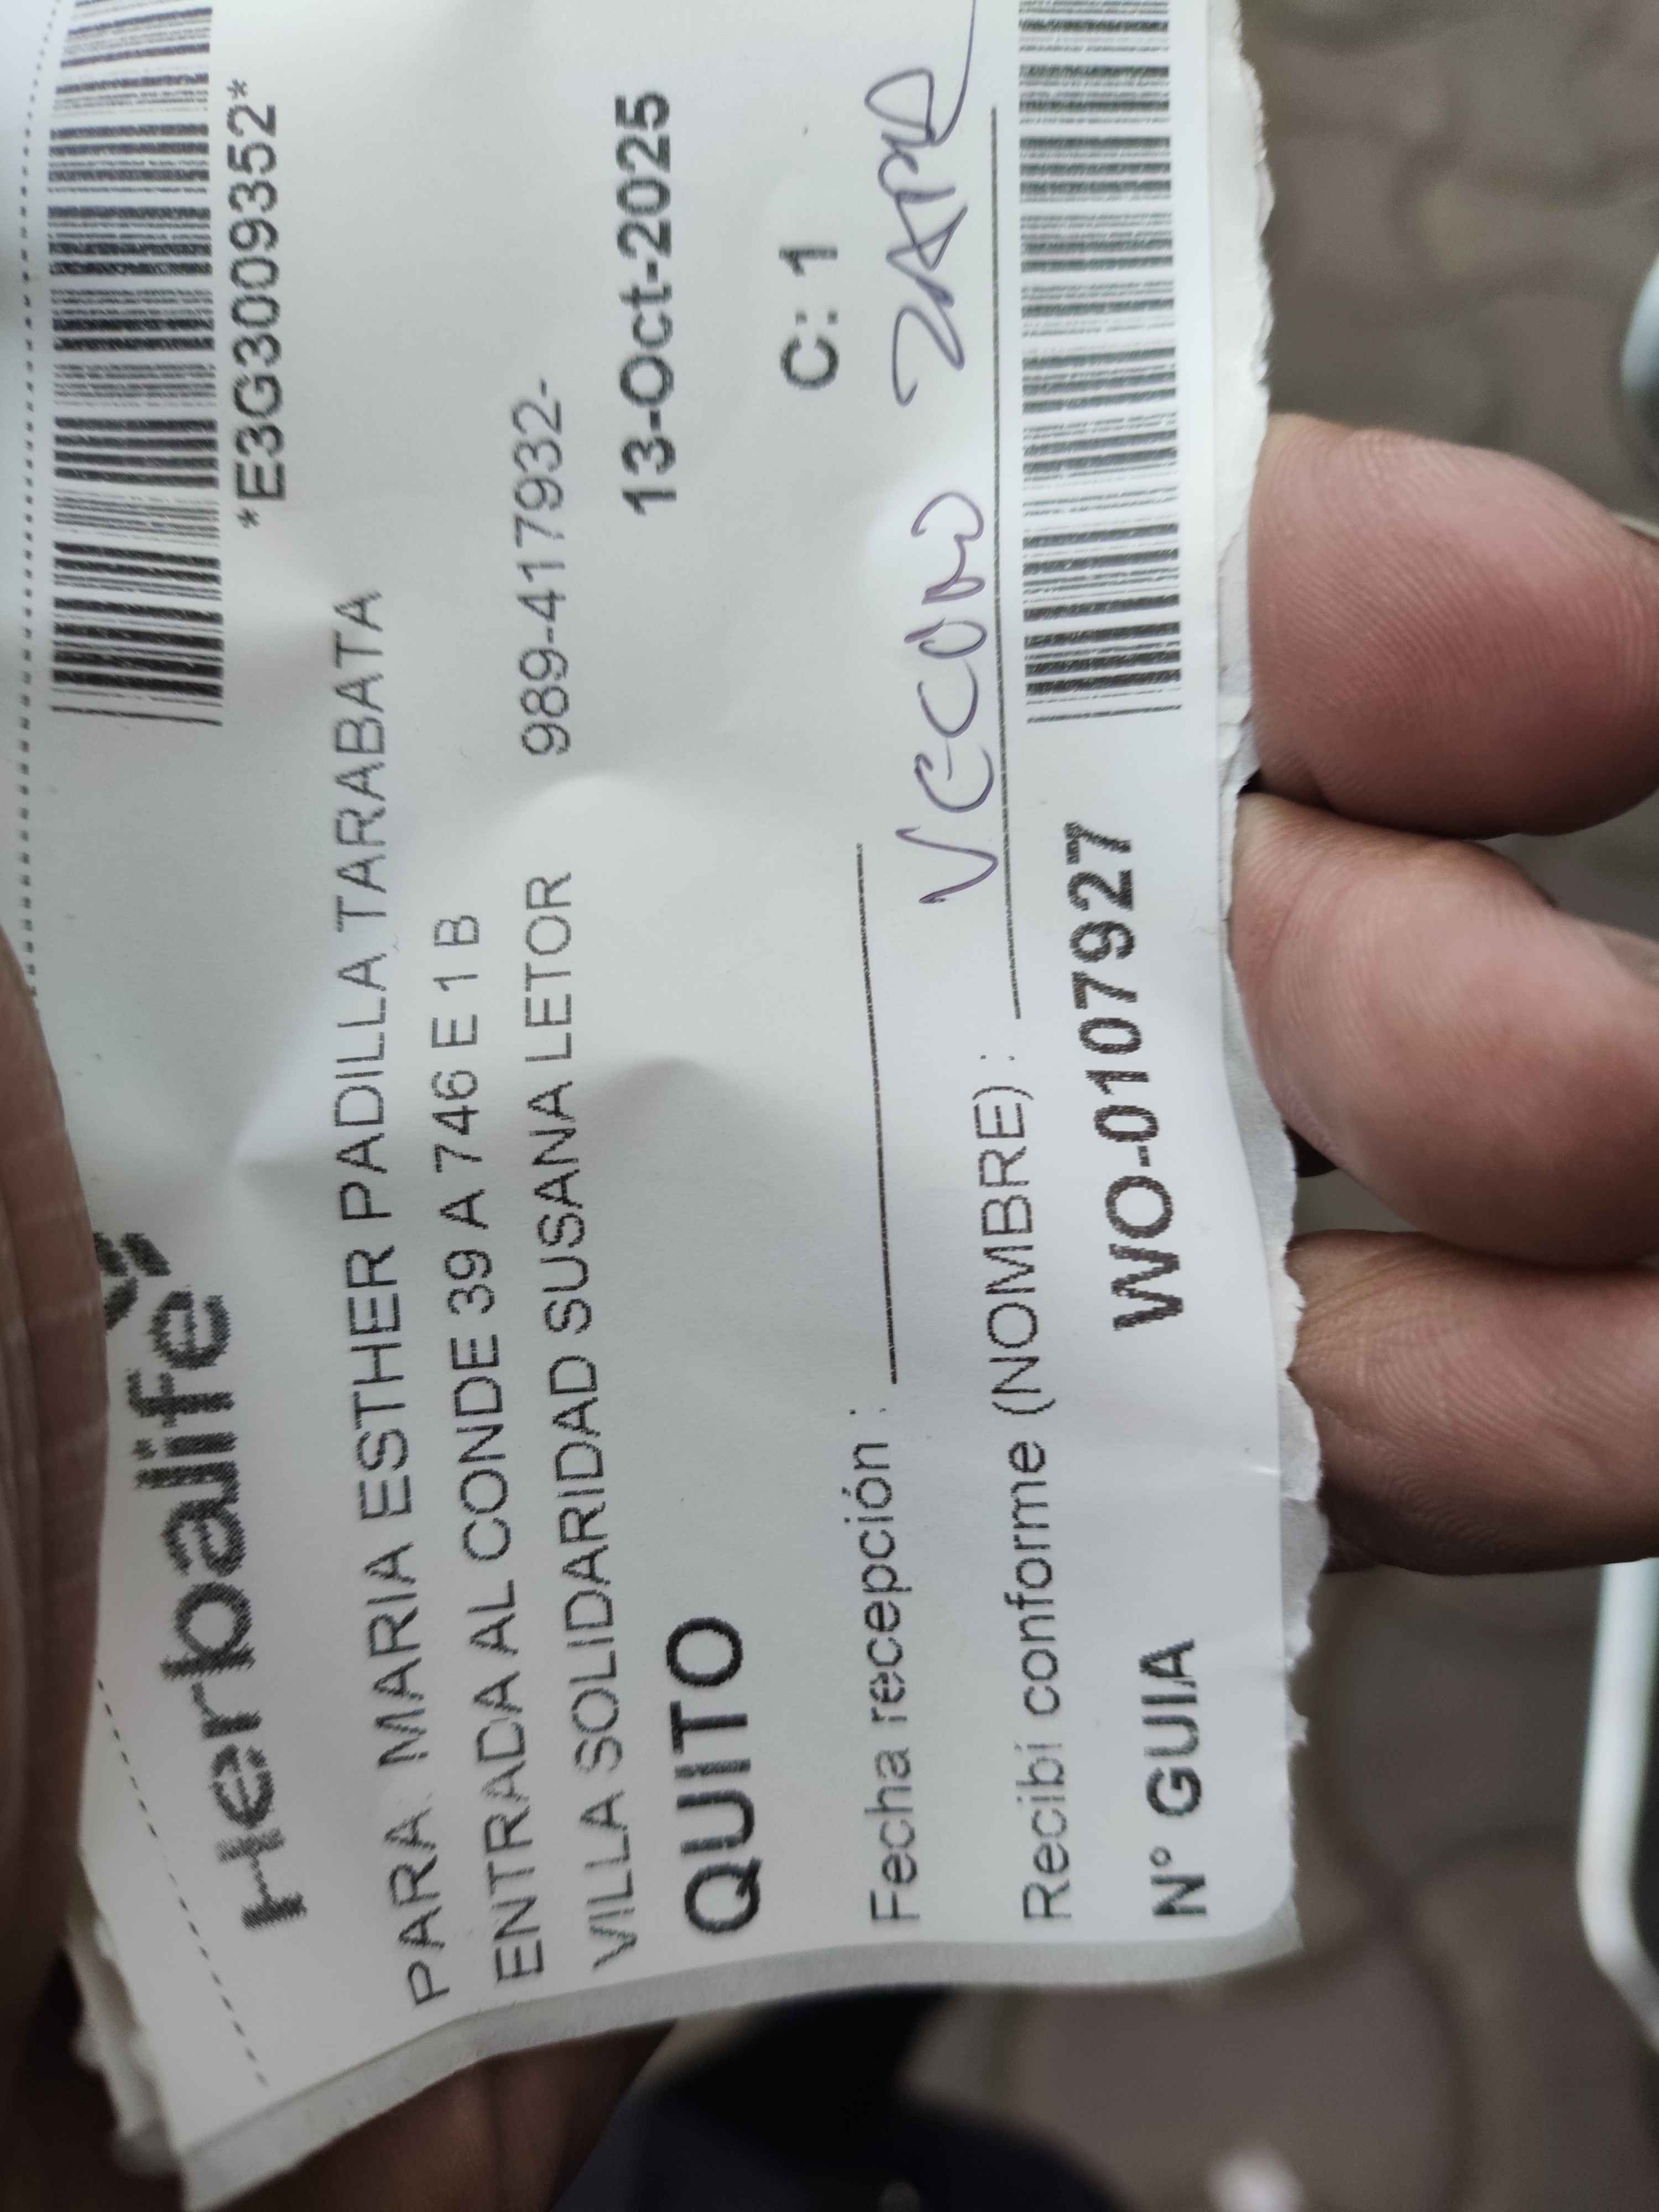 Herbalife
*E3G3009352*
PARA: MARIA ESTHER PADILLA TARABATA
ENTRADA AL CONDE 39 A 746 E 1 B
VILLA SOLIDARIDAD SUSANA LETOR 989-417932-
QUITO 13-Oct-2025
C: 1
Fecha recepción :
Recibi conforme (NOMBRE) :
N° GUIA WO-0107927